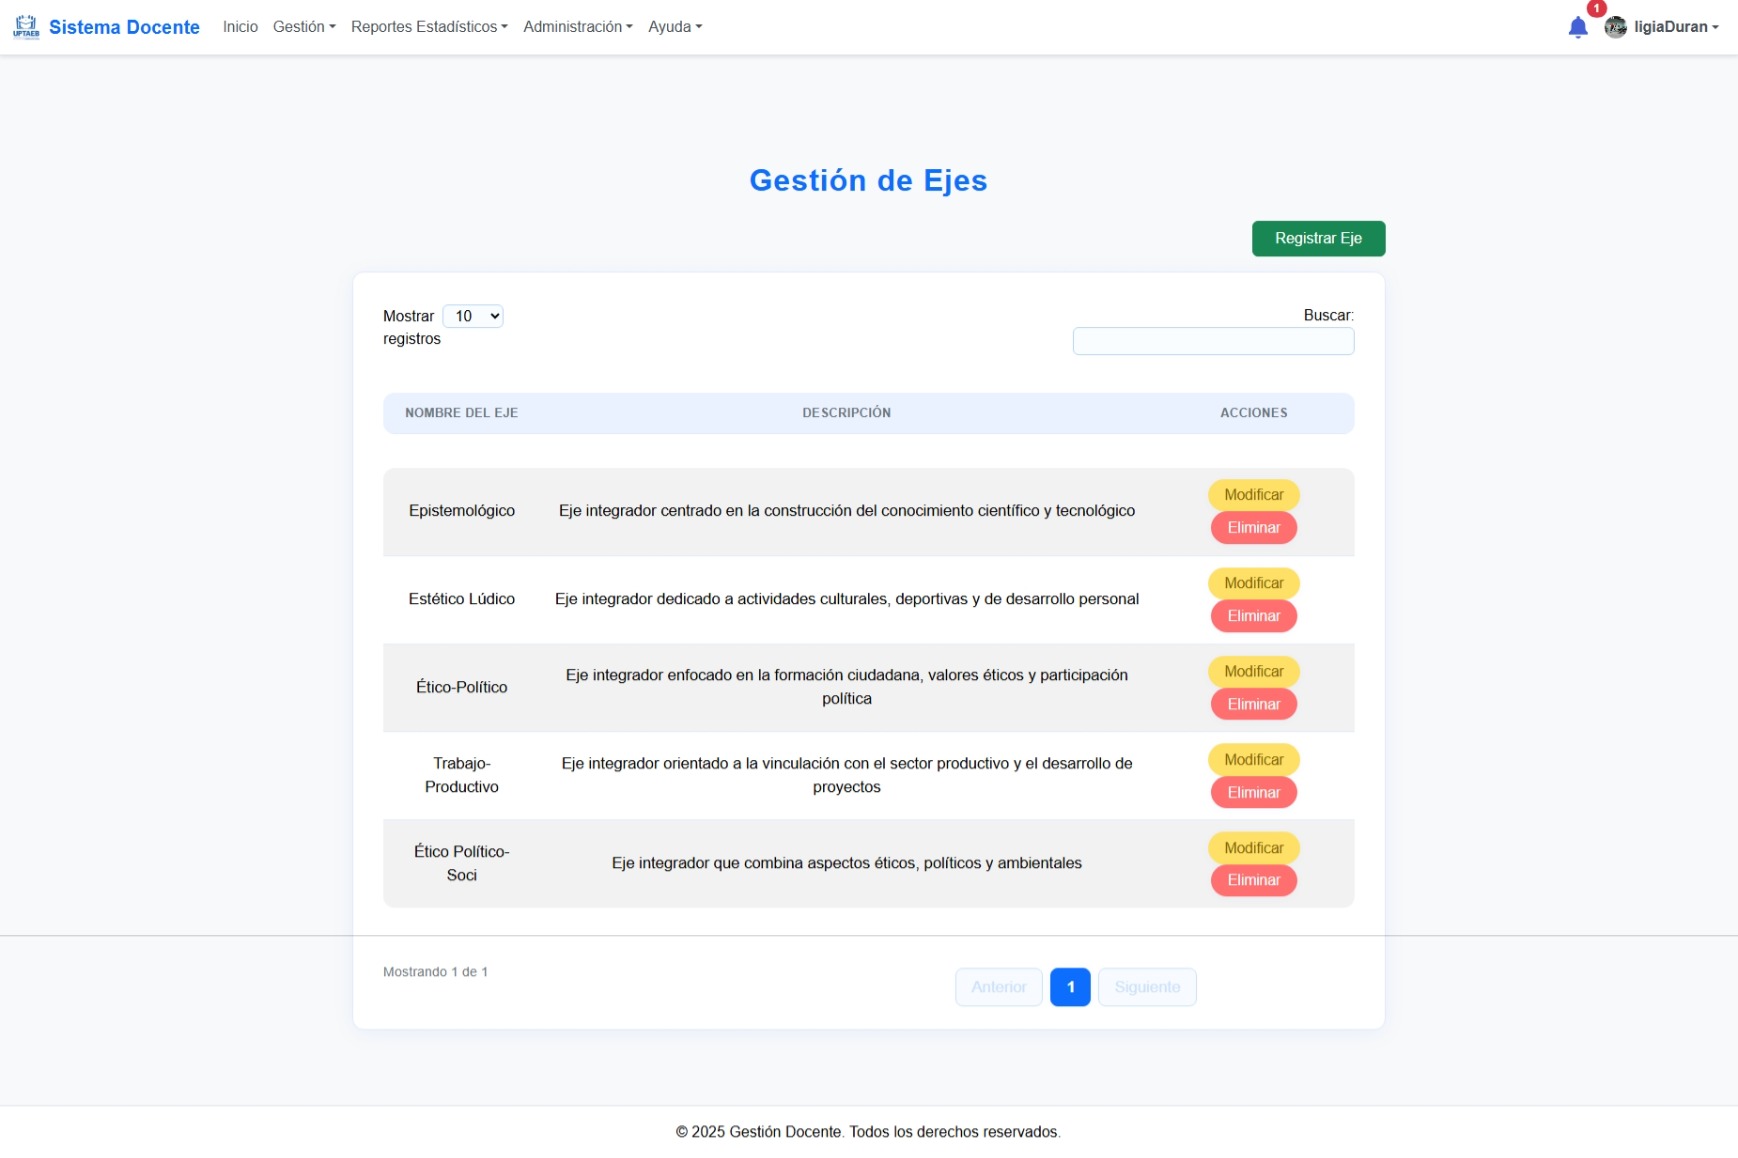 UPTAEB
Sistema Docente Inicio Gestión Reportes Estadísticos Administración Ayuda 1 ligiaDuran
Gestión de Ejes
Registrar Eje
Mostrar 10 registros
Buscar:
NOMBRE DEL EJE DESCRIPCIÓN ACCIONES
Epistemológico Eje integrador centrado en la construcción del conocimiento científico y tecnológico Modificar
Eliminar
Estético Lúdico Eje integrador dedicado a actividades culturales, deportivas y de desarrollo personal Modificar
Eliminar
Ético-Político Eje integrador enfocado en la formación ciudadana, valores éticos y participación
política Modificar
Eliminar
Trabajo-
Productivo Eje integrador orientado a la vinculación con el sector productivo y el desarrollo de
proyectos Modificar
Eliminar
Ético Político-
Soci Eje integrador que combina aspectos éticos, políticos y ambientales Modificar
Eliminar
Mostrando 1 de 1
Anterior 1 Siguiente
© 2025 Gestión Docente. Todos los derechos reservados.